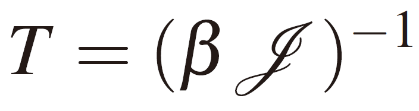 T = (β 𝒥)⁻¹